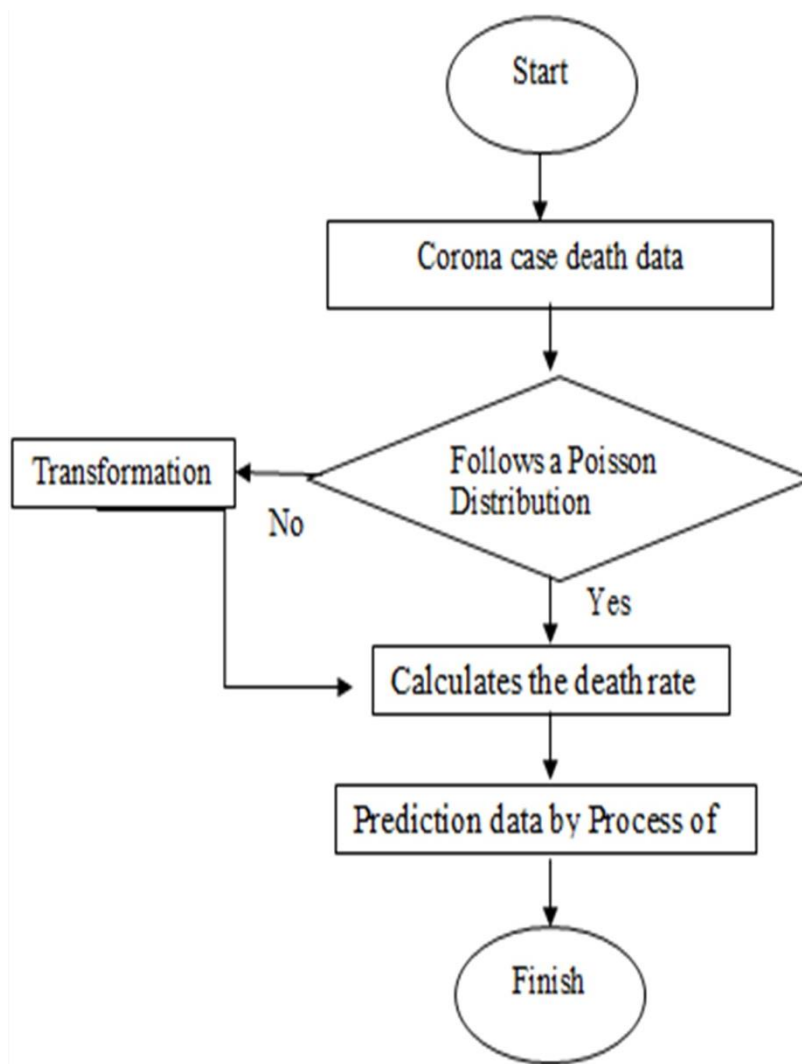 Start
Corona case death data
Follows a Poisson
Distribution
Transformation
No
Yes
Calculates the death rate
Prediction data by Process of
Finish